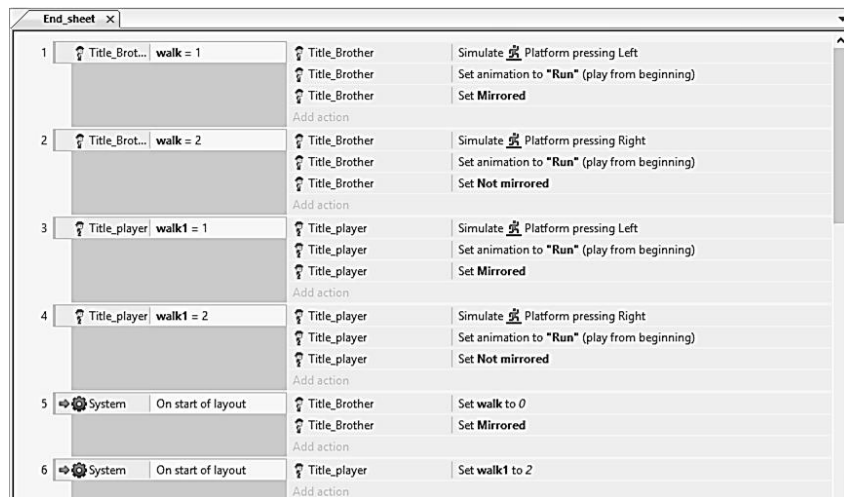 End_sheet ×
1 Title_Brot... walk = 1 Title_Brother Simulate Platform pressing Left
Title_Brother Set animation to "Run" (play from beginning)
Title_Brother Set Mirrored
Add action
2 Title_Brot... walk = 2 Title_Brother Simulate Platform pressing Right
Title_Brother Set animation to "Run" (play from beginning)
Title_Brother Set Not mirrored
Add action
3 Title_player walk1 = 1 Title_player Simulate Platform pressing Left
Title_player Set animation to "Run" (play from beginning)
Title_player Set Mirrored
Add action
4 Title_player walk1 = 2 Title_player Simulate Platform pressing Right
Title_player Set animation to "Run" (play from beginning)
Title_player Set Not mirrored
Add action
5 System On start of layout Title_Brother Set walk to 0
Title_Brother Set Mirrored
Add action
6 System On start of layout Title_player Set walk1 to 2
Add action